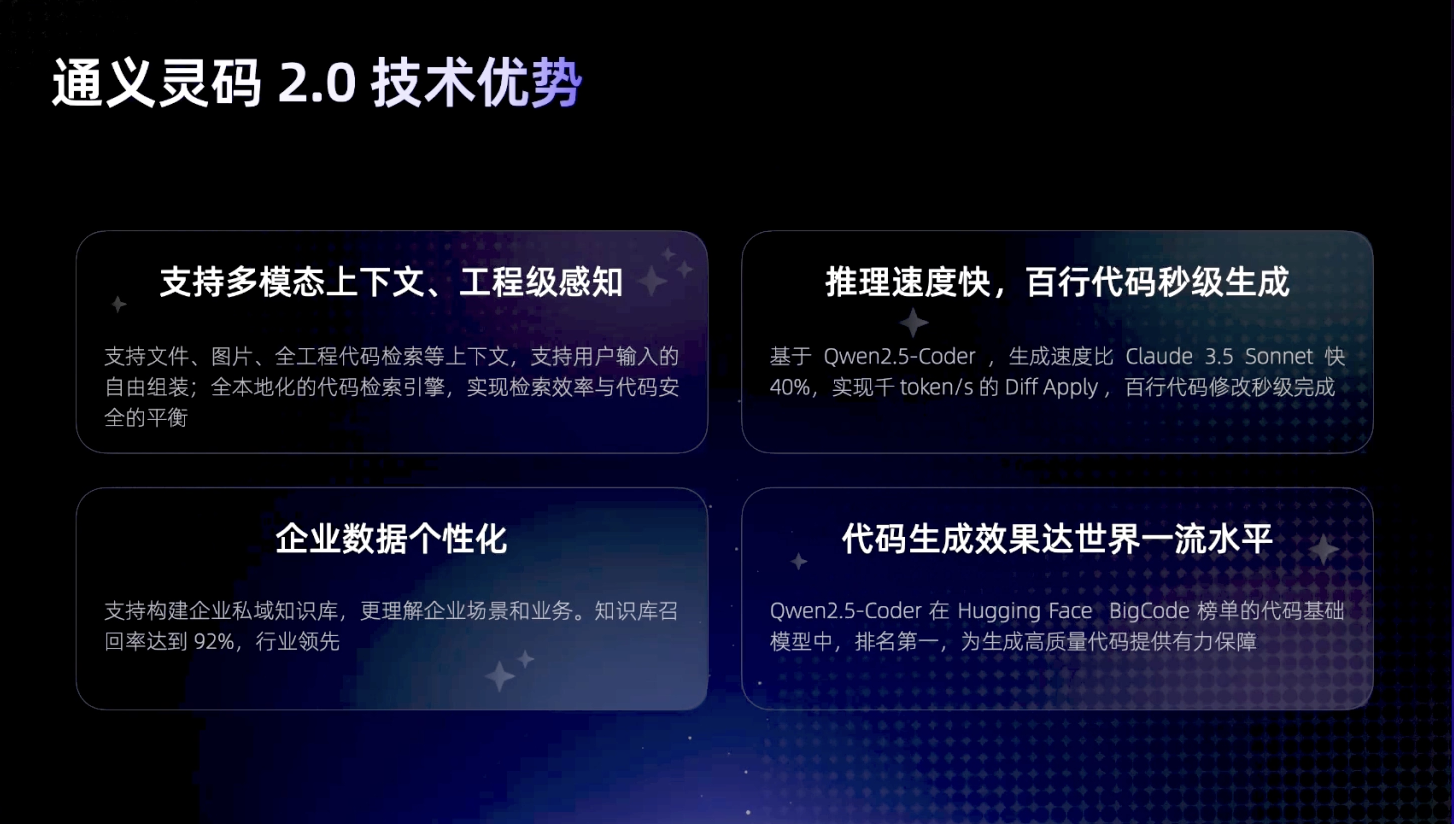 通义灵码 2.0 技术优势
支持多模态上下文、工程级感知
支持文件、图片、全工程代码检索等上下文，支持用户输入的
自由组装；全本地化的代码检索引擎，实现检索效率与代码安
全的平衡
推理速度快，百行代码秒级生成
基于 Qwen2.5-Coder ，生成速度比 Claude 3.5 Sonnet 快
40%，实现千 token/s 的 Diff Apply ，百行代码修改秒级完成
企业数据个性化
支持构建企业私域知识库，更理解企业场景和业务。知识库召
回率达到 92%，行业领先
代码生成效果达世界一流水平
Qwen2.5-Coder 在 Hugging Face BigCode 榜单的代码基础
模型中，排名第一，为生成高质量代码提供有力保障